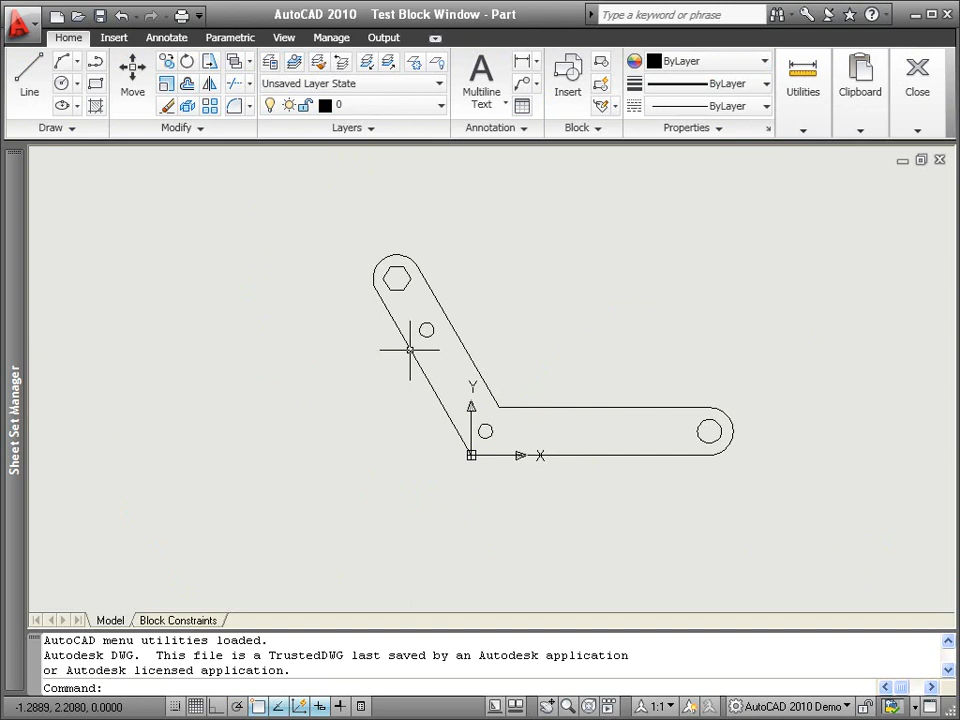 AutoCAD 2010 Test Block Window - Part
Type a keyword or phrase
Home Insert Annotate Parametric View Manage Output
Line
Move
Unsaved Layer State
0
Multiline
Text
Insert
ByLayer
ByLayer
ByLayer
Utilities
Clipboard
Close
Draw Modify Layers Annotation Block Properties
Sheet Set Manager
Y
X
Model Block Constraints
AutoCAD menu utilities loaded.
Autodesk DWG. This file is a TrustedDWG last saved by an Autodesk application
or Autodesk licensed application.
Command:
-1.2889, 2.2080, 0.0000
1:1
AutoCAD 2010 Demo